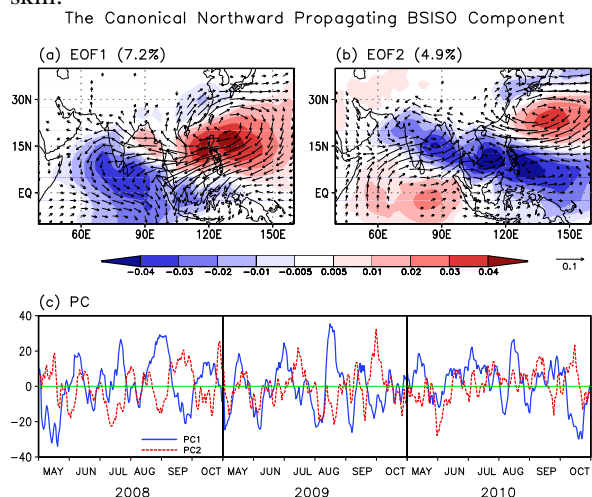 skill.
The Canonical Northward Propagating BSISO Component
(a) EOF1 (7.2%)
(b) EOF2 (4.9%)
30N
15N
EQ
60E 90E 120E 150E
30N
15N
EQ
60E 90E 120E 150E
-0.04 -0.03 -0.02 -0.01 -0.005 0.005 0.01 0.02 0.03 0.04
0.1
(c) PC
40
20
0
-20
-40
PC1
PC2
MAY JUN JUL AUG SEP OCT MAY JUN JUL AUG SEP OCT MAY JUN JUL AUG SEP OCT
2008 2009 2010